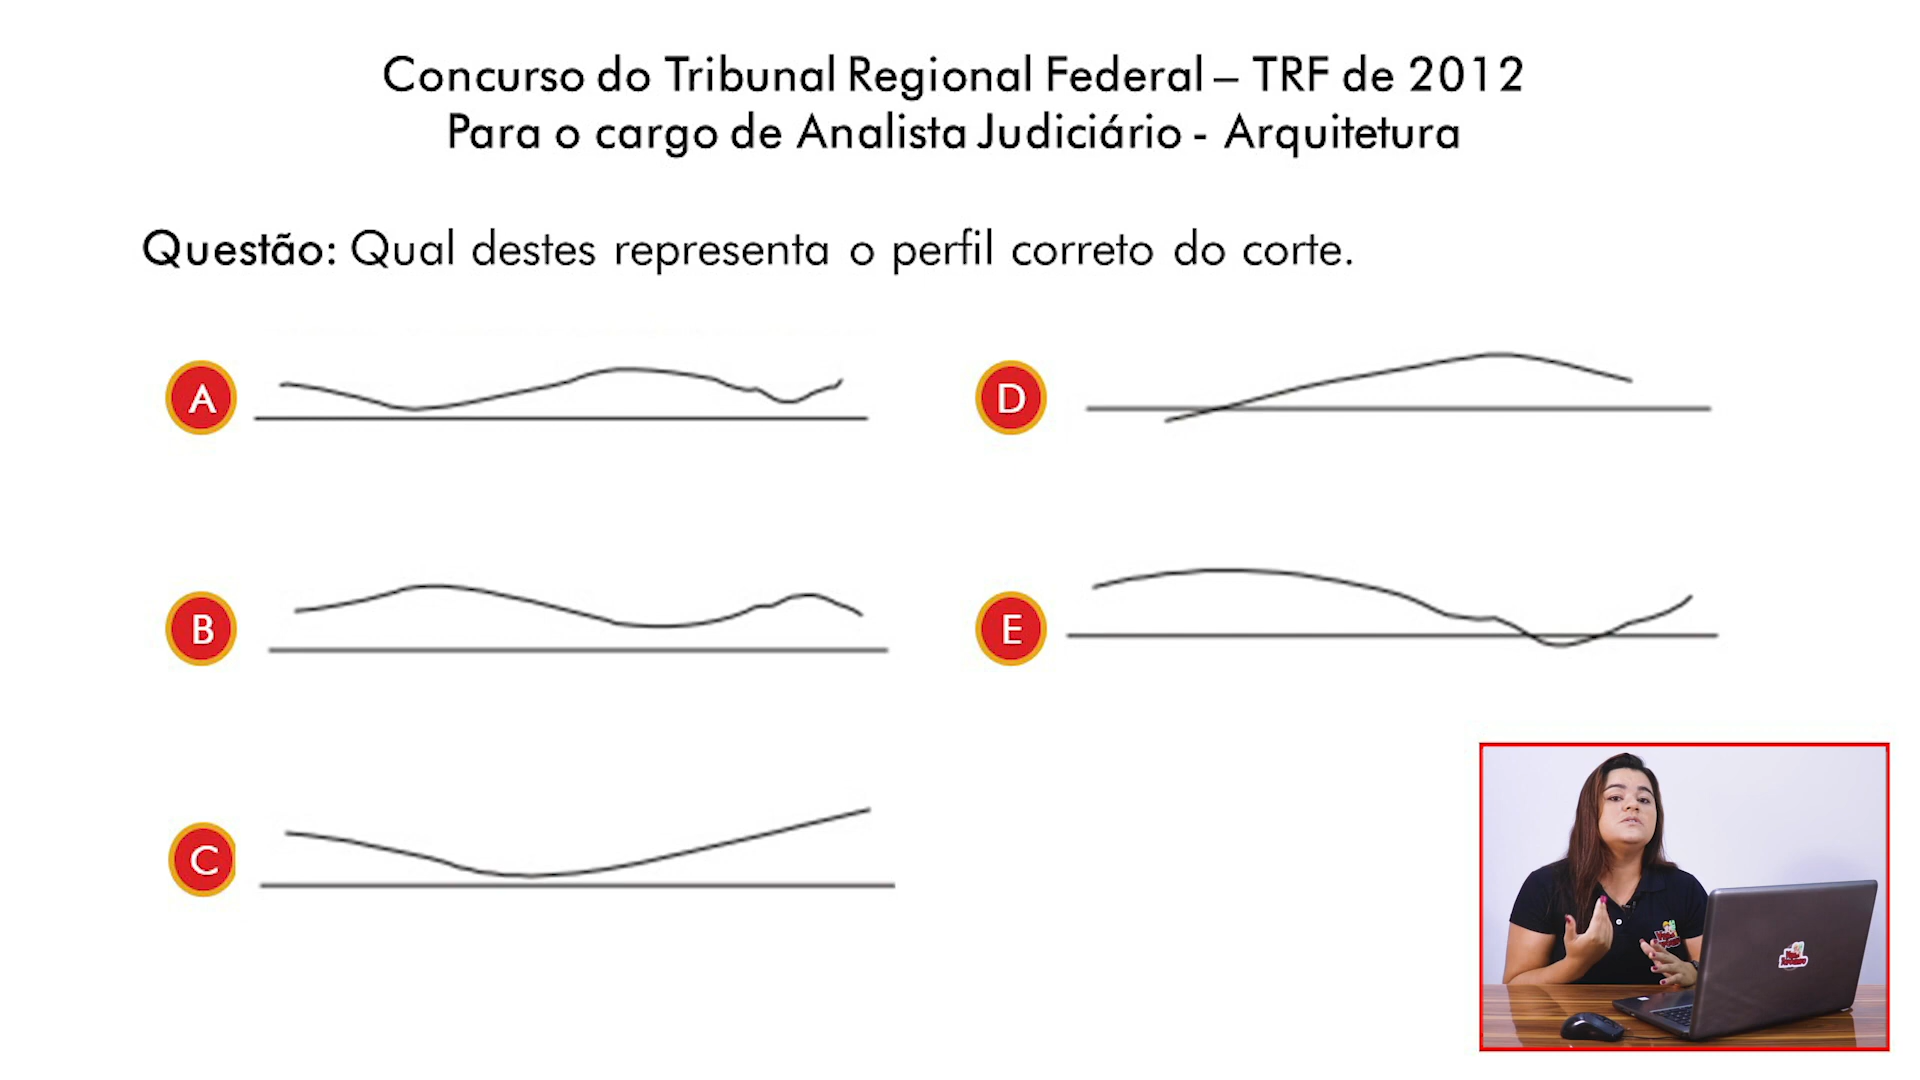 Concurso do Tribunal Regional Federal – TRF de 2012
Para o cargo de Analista Judiciário - Arquitetura
Questão: Qual destes representa o perfil correto do corte.
A
D
B
E
C